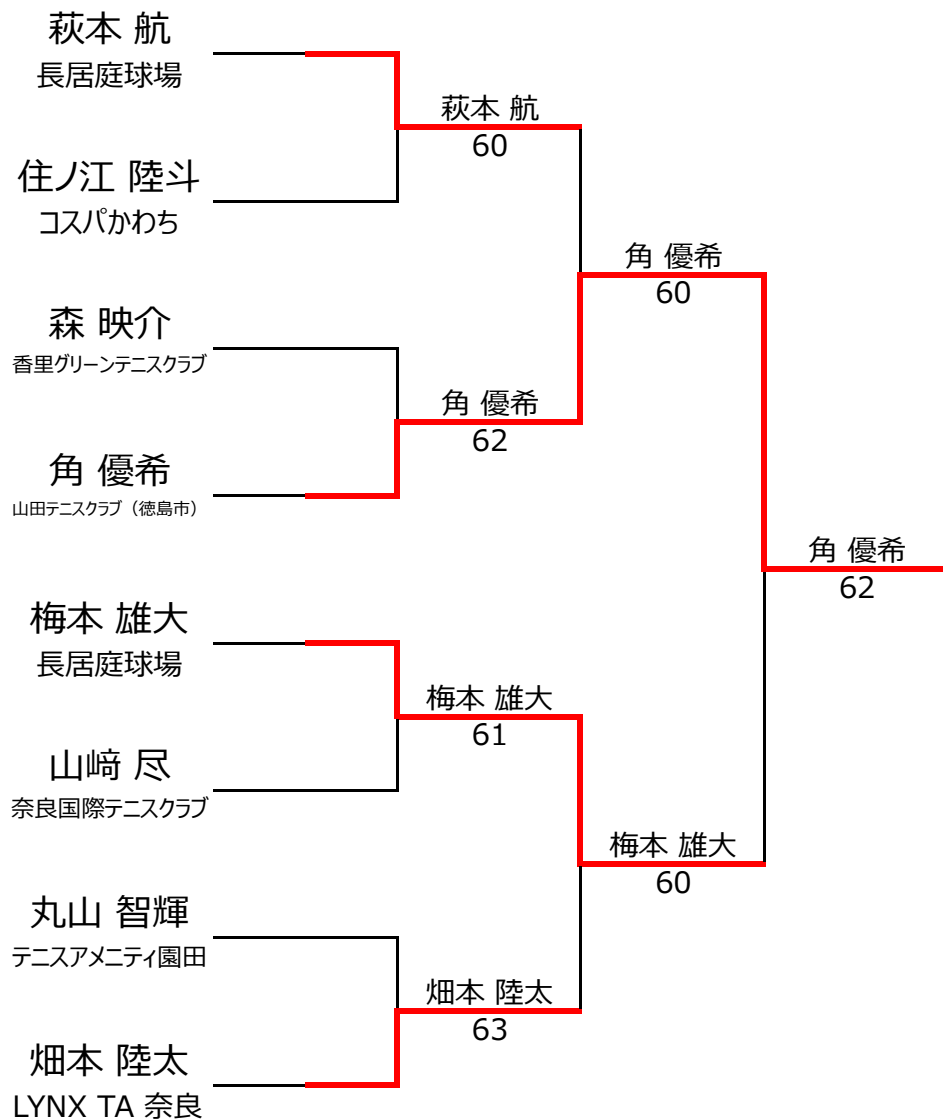 萩本 航
長居庭球場
住ノ江 陸斗
コスパかわち
森 映介
香里グリーンテニスクラブ
角 優希
山田テニスクラブ（徳島市）
梅本 雄大
長居庭球場
山﨑 尽
奈良国際テニスクラブ
丸山 智輝
テニスアメニティ園田
畑本 陸太
LYNX TA 奈良
萩本 航
60
角 優希
62
梅本 雄大
61
畑本 陸太
63
角 優希
60
梅本 雄大
60
角 優希
62